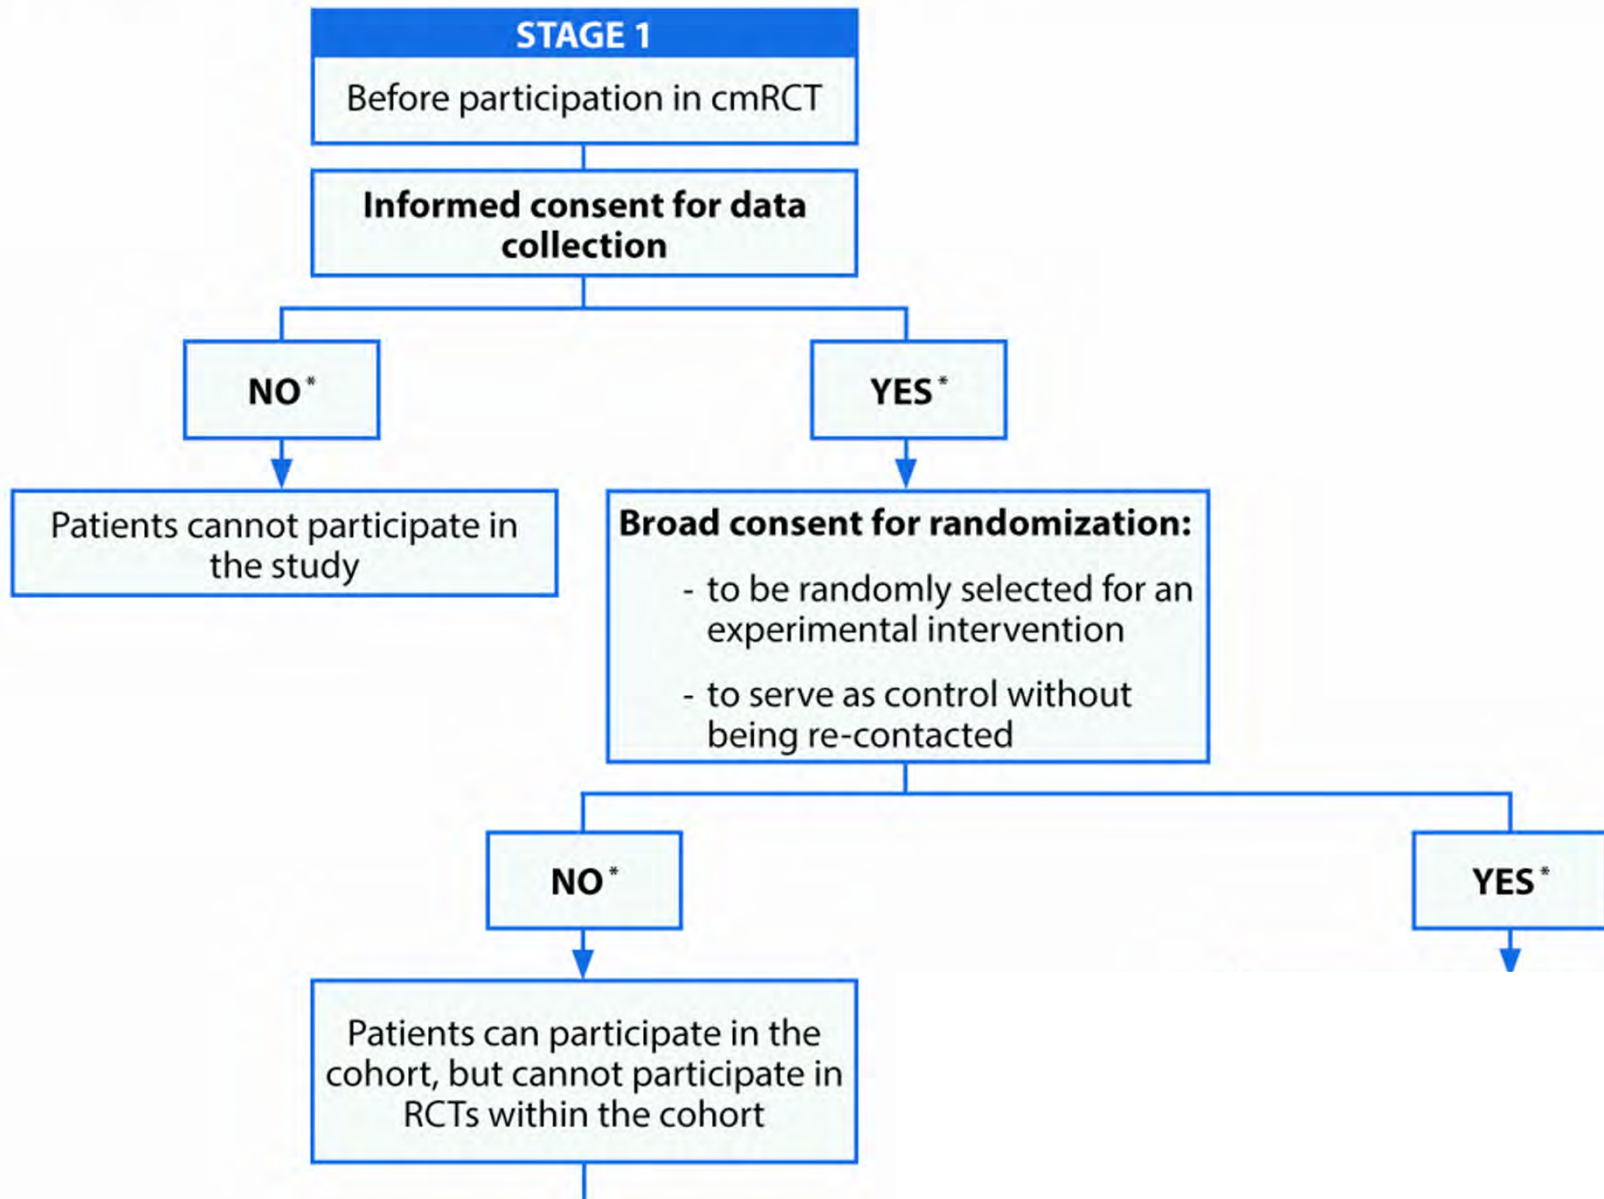 STAGE 1
Before participation in cmRCT
Informed consent for data
collection
NO*
YES*
Patients cannot participate in
the study
Broad consent for randomization:
- to be randomly selected for an
experimental intervention
- to serve as control without
being re-contacted
NO*
YES*
Patients can participate in the
cohort, but cannot participate in
RCTs within the cohort